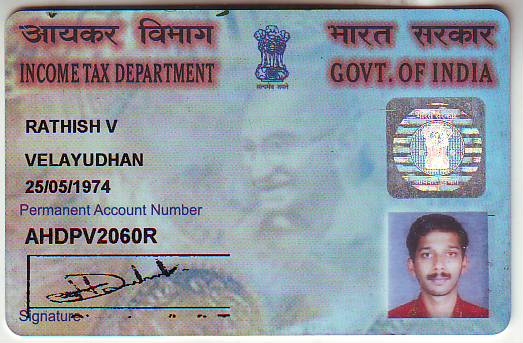 आयकर विभाग
भारत सरकार
INCOME TAX DEPARTMENT
GOVT. OF INDIA
सत्यमेव जयते
RATHISH V
VELAYUDHAN
25/05/1974
Permanent Account Number
AHDPV2060R
Signature